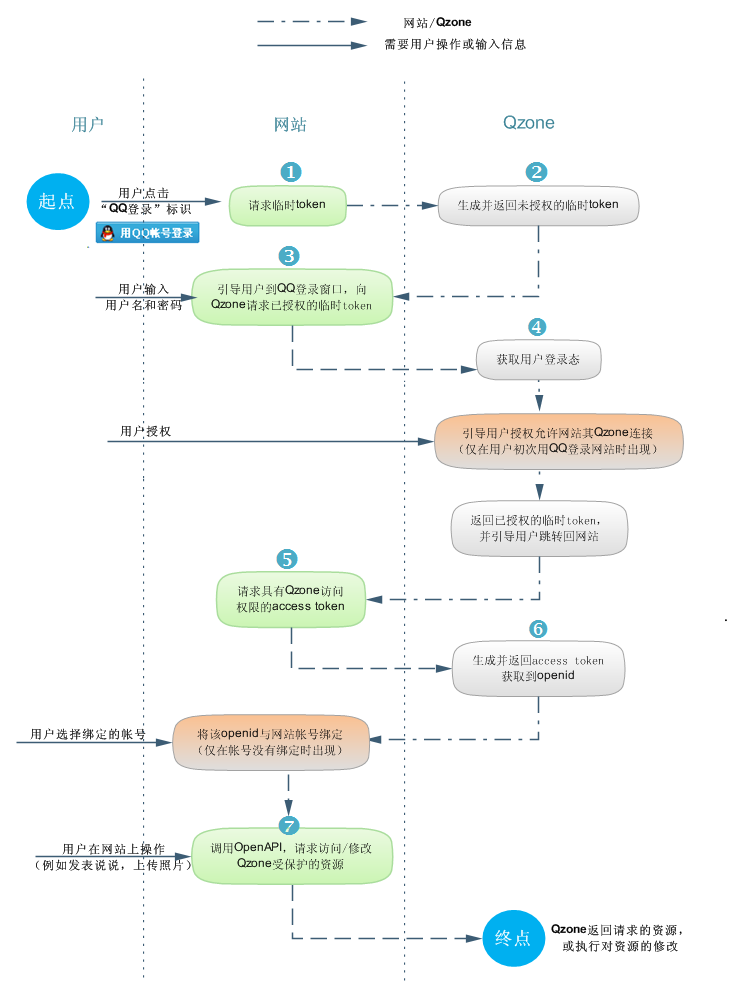 网站/Qzone
需要用户操作或输入信息
用户
网站
Qzone
起点
用户点击
“QQ登录”标识
用QQ帐号登录
1
请求临时token
2
生成并返回未授权的临时token
用户输入
用户名和密码
3
引导用户到QQ登录窗口，向
Qzone请求已授权的临时token
4
获取用户登录态
用户授权
引导用户授权允许网站其Qzone连接
（仅在用户初次用QQ登录网站时出现）
返回已授权的临时token，
并引导用户跳转回网站
5
请求具有Qzone访问
权限的access token
6
生成并返回access token
获取到openid
用户选择绑定的帐号
将该openid与网站帐号绑定
（仅在帐号没有绑定时出现）
7
用户在网站上操作
（例如发表说说，上传照片）
调用OpenAPI，请求访问/修改
Qzone受保护的资源
终点
Qzone返回请求的资源，
或执行对资源的修改